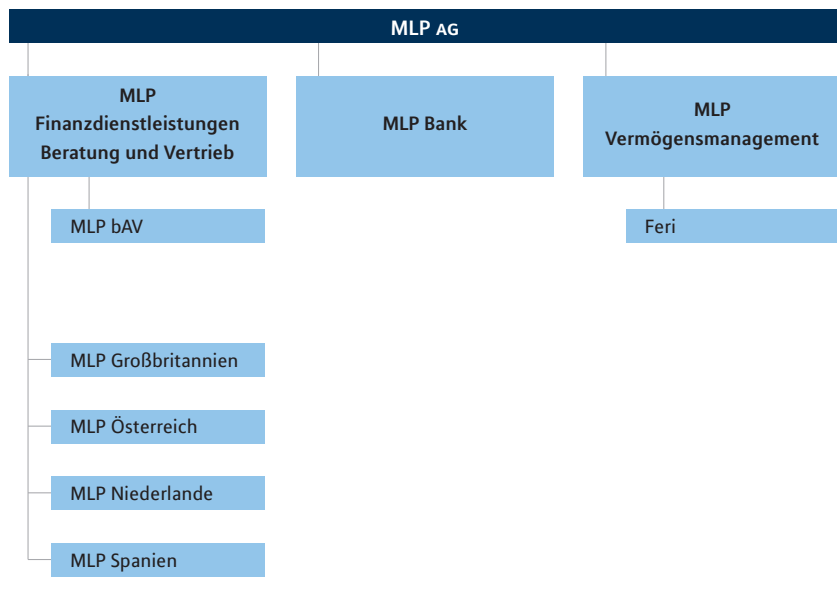 MLP AG
MLP
Finanzdienstleistungen
Beratung und Vertrieb
MLP Bank
MLP
Vermögensmanagement
MLP bAV
Feri
MLP Großbritannien
MLP Österreich
MLP Niederlande
MLP Spanien